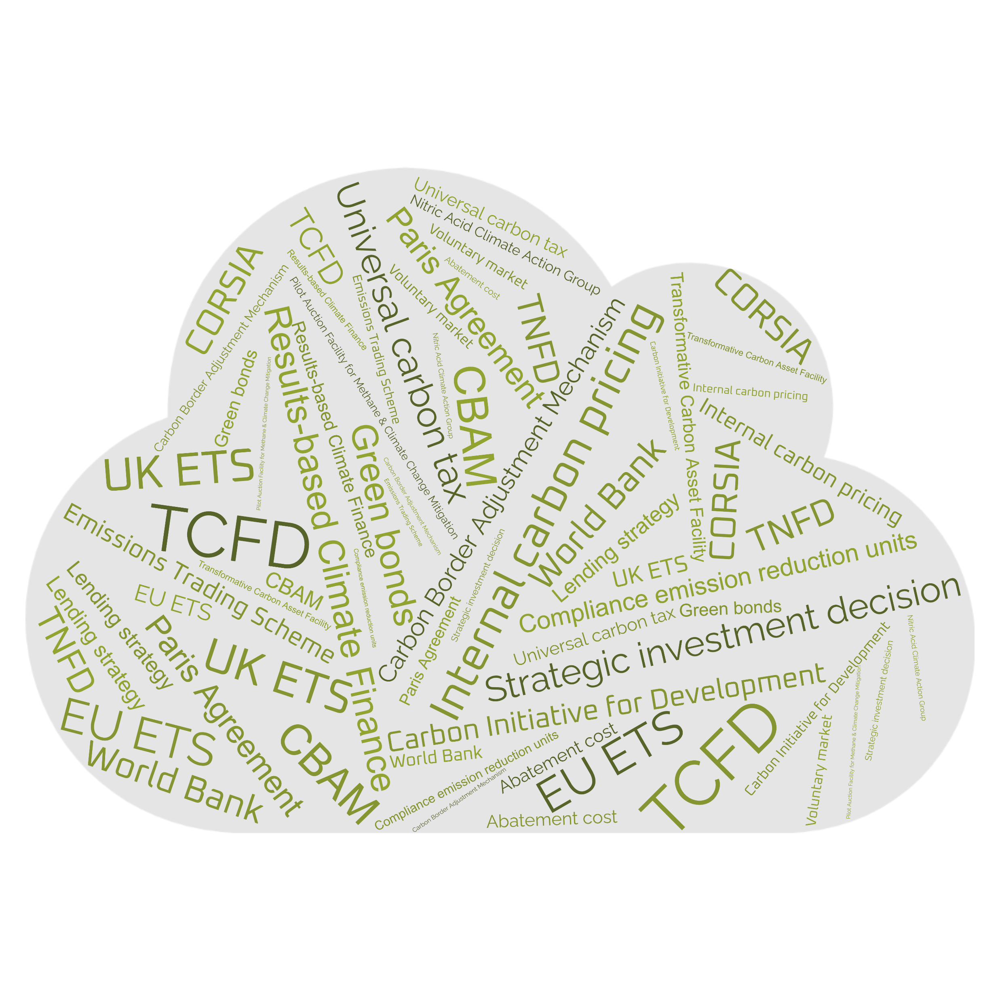 Universal carbon tax
Nitric Acid Climate Action Group
Universal carbon tax
Paris Agreement
TCFD
Voluntary market
CORSIA
Results-based Climate Finance
Abatement cost
Voluntary market
Carbon Border Adjustment Mechanism
Pilot Auction Facility for Methane & Climate Change Mitigation
Emissions Trading Scheme
TNFD
CORSIA
Transformative Carbon Asset Facility
Carbon Border Adjustment Mechanism
Internal carbon pricing
Results-based Climate Finance
Results-based Climate Finance
Nitric Acid Climate Action Group
Transformative Carbon Asset Facility
Carbon Initiative for Development
Green bonds
Pilot Auction Facility for Methane & Climate Change Mitigation
CBAM
Internal carbon pricing
Internal carbon pricing
Green bonds
World Bank
CORSIA
UK ETS
Carbon Border Adjustment Mechanism
Emissions Trading Scheme
TCFD
Emissions Trading Scheme
Lending strategy
TNFD
Strategic investment decision
Compliance emission reduction units
UK ETS
Compliance emission reduction units
Transformative Carbon Asset Facility
CBAM
Lending strategy
Lending strategy
EU ETS
Paris Agreement
Universal carbon tax
Green bonds
Strategic investment decision
TNFD
Paris Agreement
UK ETS
Carbon Initiative for Development
Nitric Acid Climate Action Group
Carbon Initiative for Development
Pilot Auction Facility for Methane & Climate Change Mitigation
Strategic investment decision
EU ETS
World Bank
CBAM
World Bank
Compliance emission reduction units
Carbon Border Adjustment Mechanism
Abatement cost
EU ETS
TCFD
Voluntary market
Abatement cost